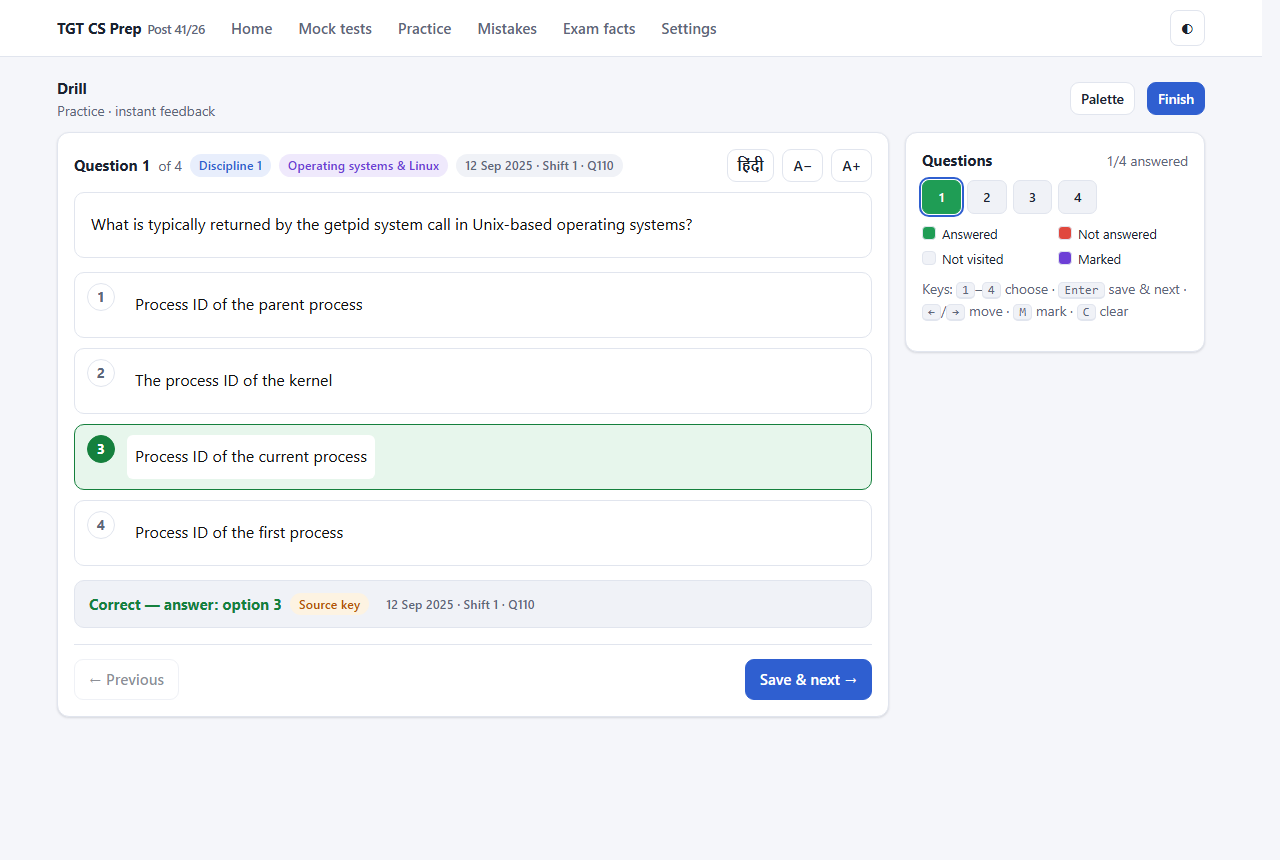 TGT CS Prep Post 41/26 Home Mock tests Practice Mistakes Exam facts Settings
Drill
Practice · instant feedback
Palette Finish
Question 1 of 4 Discipline 1 Operating systems & Linux 12 Sep 2025 · Shift 1 · Q110 हिंदी A− A+
What is typically returned by the getpid system call in Unix-based operating systems?
1 Process ID of the parent process
2 The process ID of the kernel
3 Process ID of the current process
4 Process ID of the first process
Correct — answer: option 3 Source key 12 Sep 2025 · Shift 1 · Q110
← Previous Save & next →
Questions 1/4 answered
1 2 3 4
Answered Not answered
Not visited Marked
Keys: 1–4 choose · Enter save & next ·
←/→ move · M mark · C clear